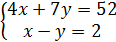 4x + 7y = 52
x − y = 2